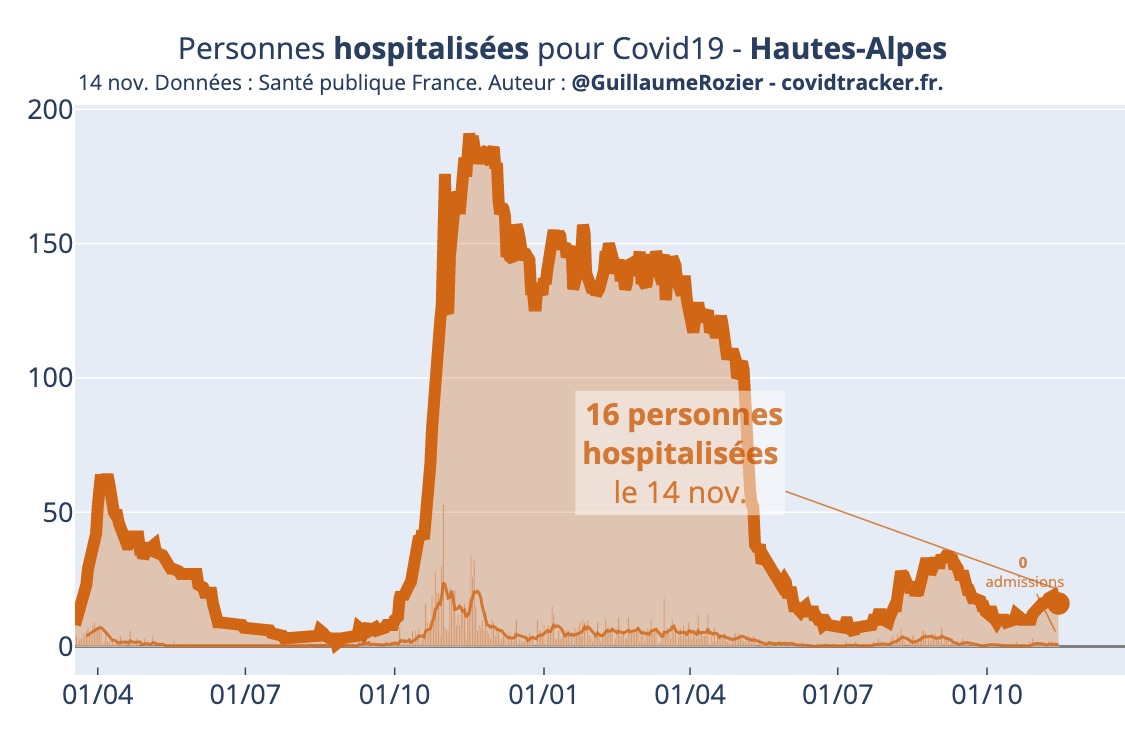 Personnes hospitalisées pour Covid19 - Hautes-Alpes
14 nov. Données : Santé publique France. Auteur : @GuillaumeRozier - covidtracker.fr.
200
150
100
50
0
16 personnes
hospitalisées
le 14 nov.
0
admissions
01/04 01/07 01/10 01/01 01/04 01/07 01/10